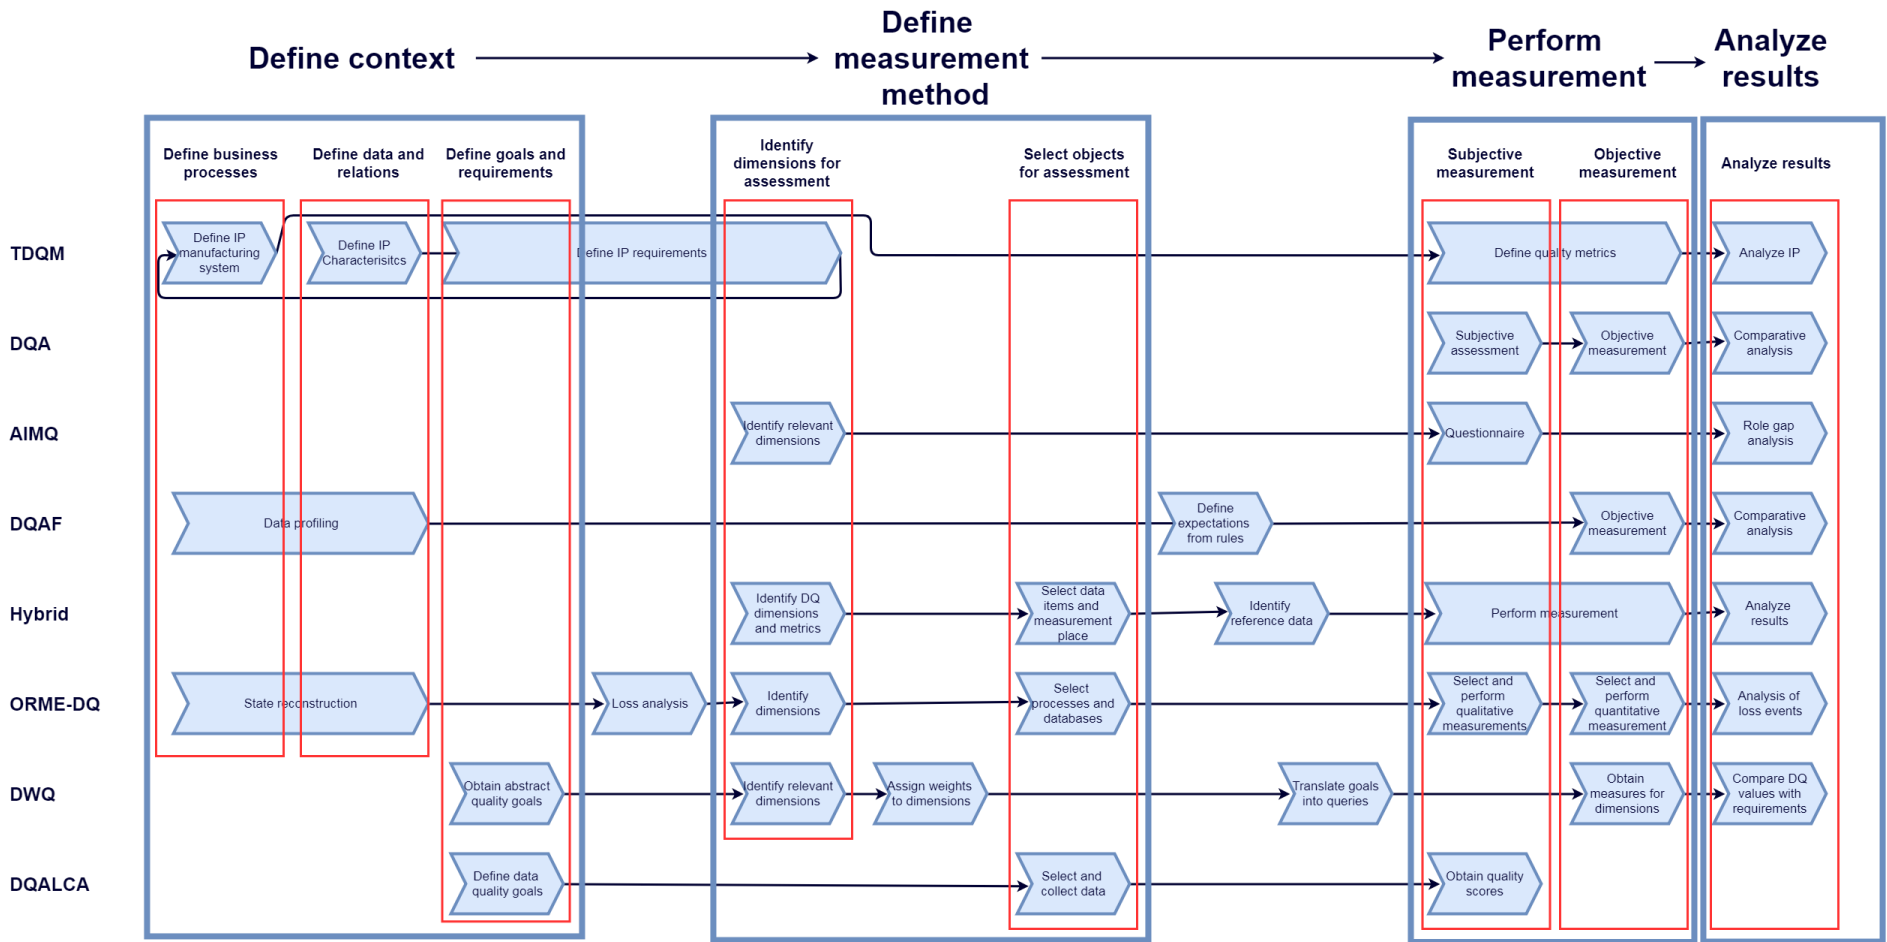 Define context
Define
measurement
method
Perform
measurement
Analyze
results
Define business
processes
Define data and
relations
Define goals and
requirements
Identify
dimensions for
assessment
Select objects
for assessment
Subjective
measurement
Objective
measurement
Analyze results
TDQM
Define IP
manufacturing
system
Define IP
Characterisitcs
Define IP requirements
Define quality metrics
Analyze IP
DQA
Subjective
assessment
Objective
measurement
Comparative
analysis
AIMQ
Identify relevant
dimensions
Questionnaire
Role gap
analysis
DQAF
Data profiling
Define
expectations
from rules
Objective
measurement
Comparative
analysis
Hybrid
Identify DQ
dimensions
and metrics
Select data
items and
measurement
place
Identify
reference data
Perform measurement
Analyze
results
ORME-DQ
State reconstruction
Loss analysis
Identify
dimensions
Select
processes and
databases
Select and
perform
qualitative
measurements
Select and
perform
quantitative
measurement
Analysis of
loss events
DWQ
Obtain abstract
quality goals
Identify relevant
dimensions
Assign weights
to dimensions
Translate goals
into queries
Obtain
measures for
dimensions
Compare DQ
values with
requirements
DQALCA
Define data
quality goals
Select and
collect data
Obtain quality
scores